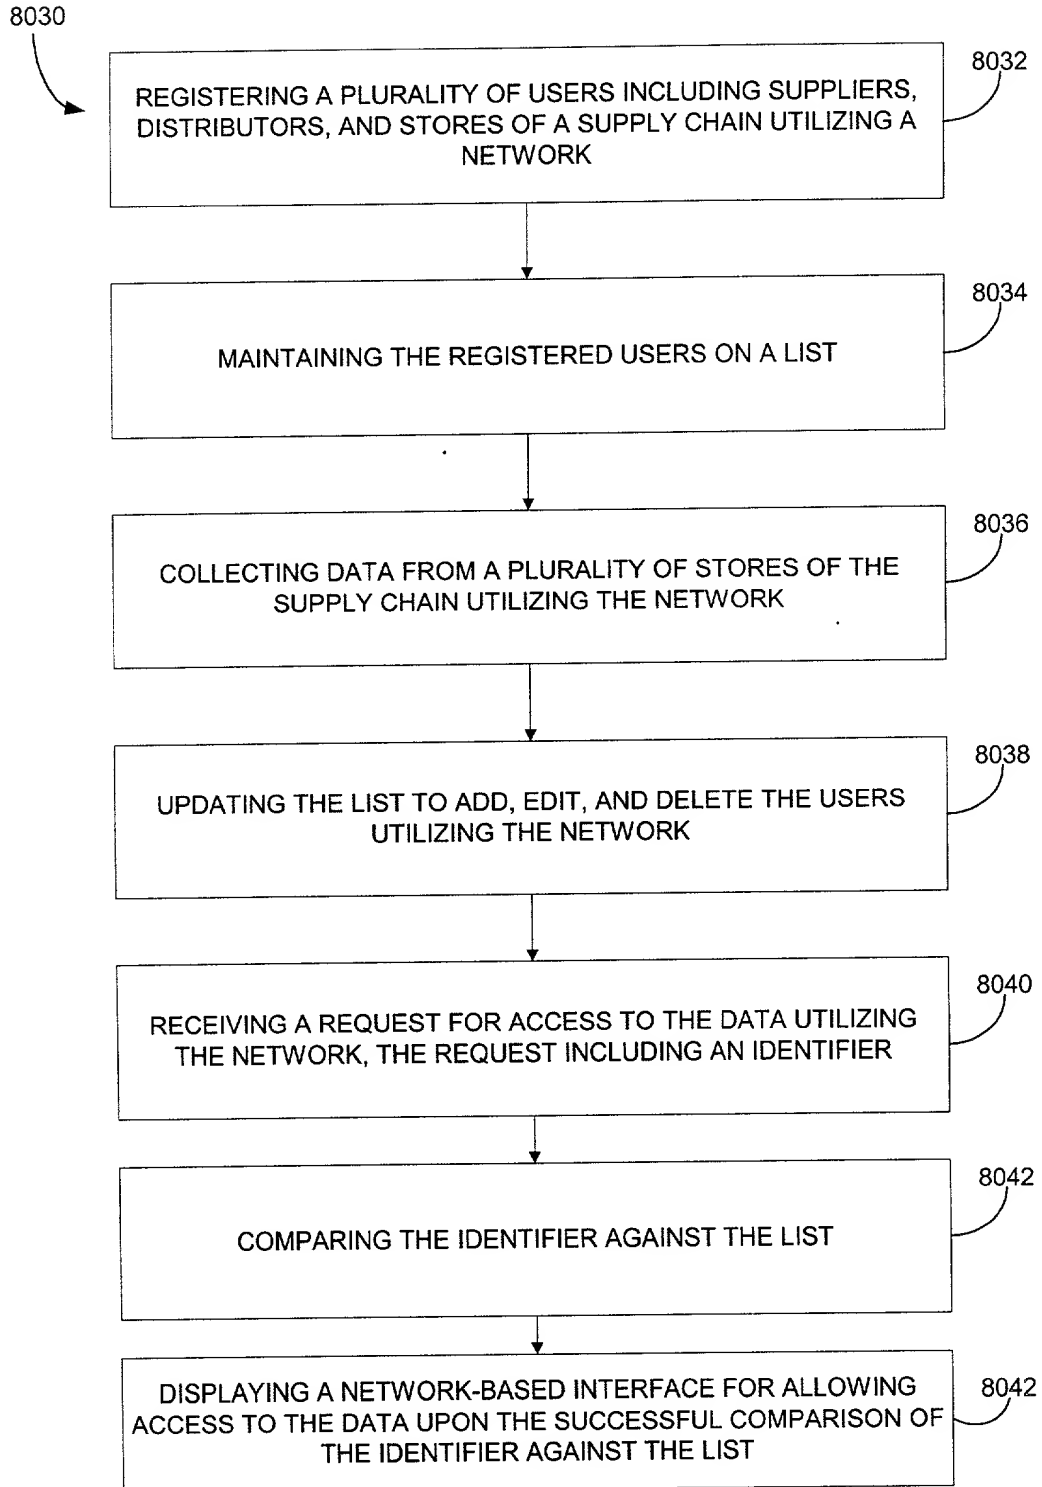 8030
8032
REGISTERING A PLURALITY OF USERS INCLUDING SUPPLIERS,
DISTRIBUTORS, AND STORES OF A SUPPLY CHAIN UTILIZING A
NETWORK
8034
MAINTAINING THE REGISTERED USERS ON A LIST
8036
COLLECTING DATA FROM A PLURALITY OF STORES OF THE
SUPPLY CHAIN UTILIZING THE NETWORK
8038
UPDATING THE LIST TO ADD, EDIT, AND DELETE THE USERS
UTILIZING THE NETWORK
8040
RECEIVING A REQUEST FOR ACCESS TO THE DATA UTILIZING
THE NETWORK, THE REQUEST INCLUDING AN IDENTIFIER
8042
COMPARING THE IDENTIFIER AGAINST THE LIST
8042
DISPLAYING A NETWORK-BASED INTERFACE FOR ALLOWING
ACCESS TO THE DATA UPON THE SUCCESSFUL COMPARISON OF
THE IDENTIFIER AGAINST THE LIST